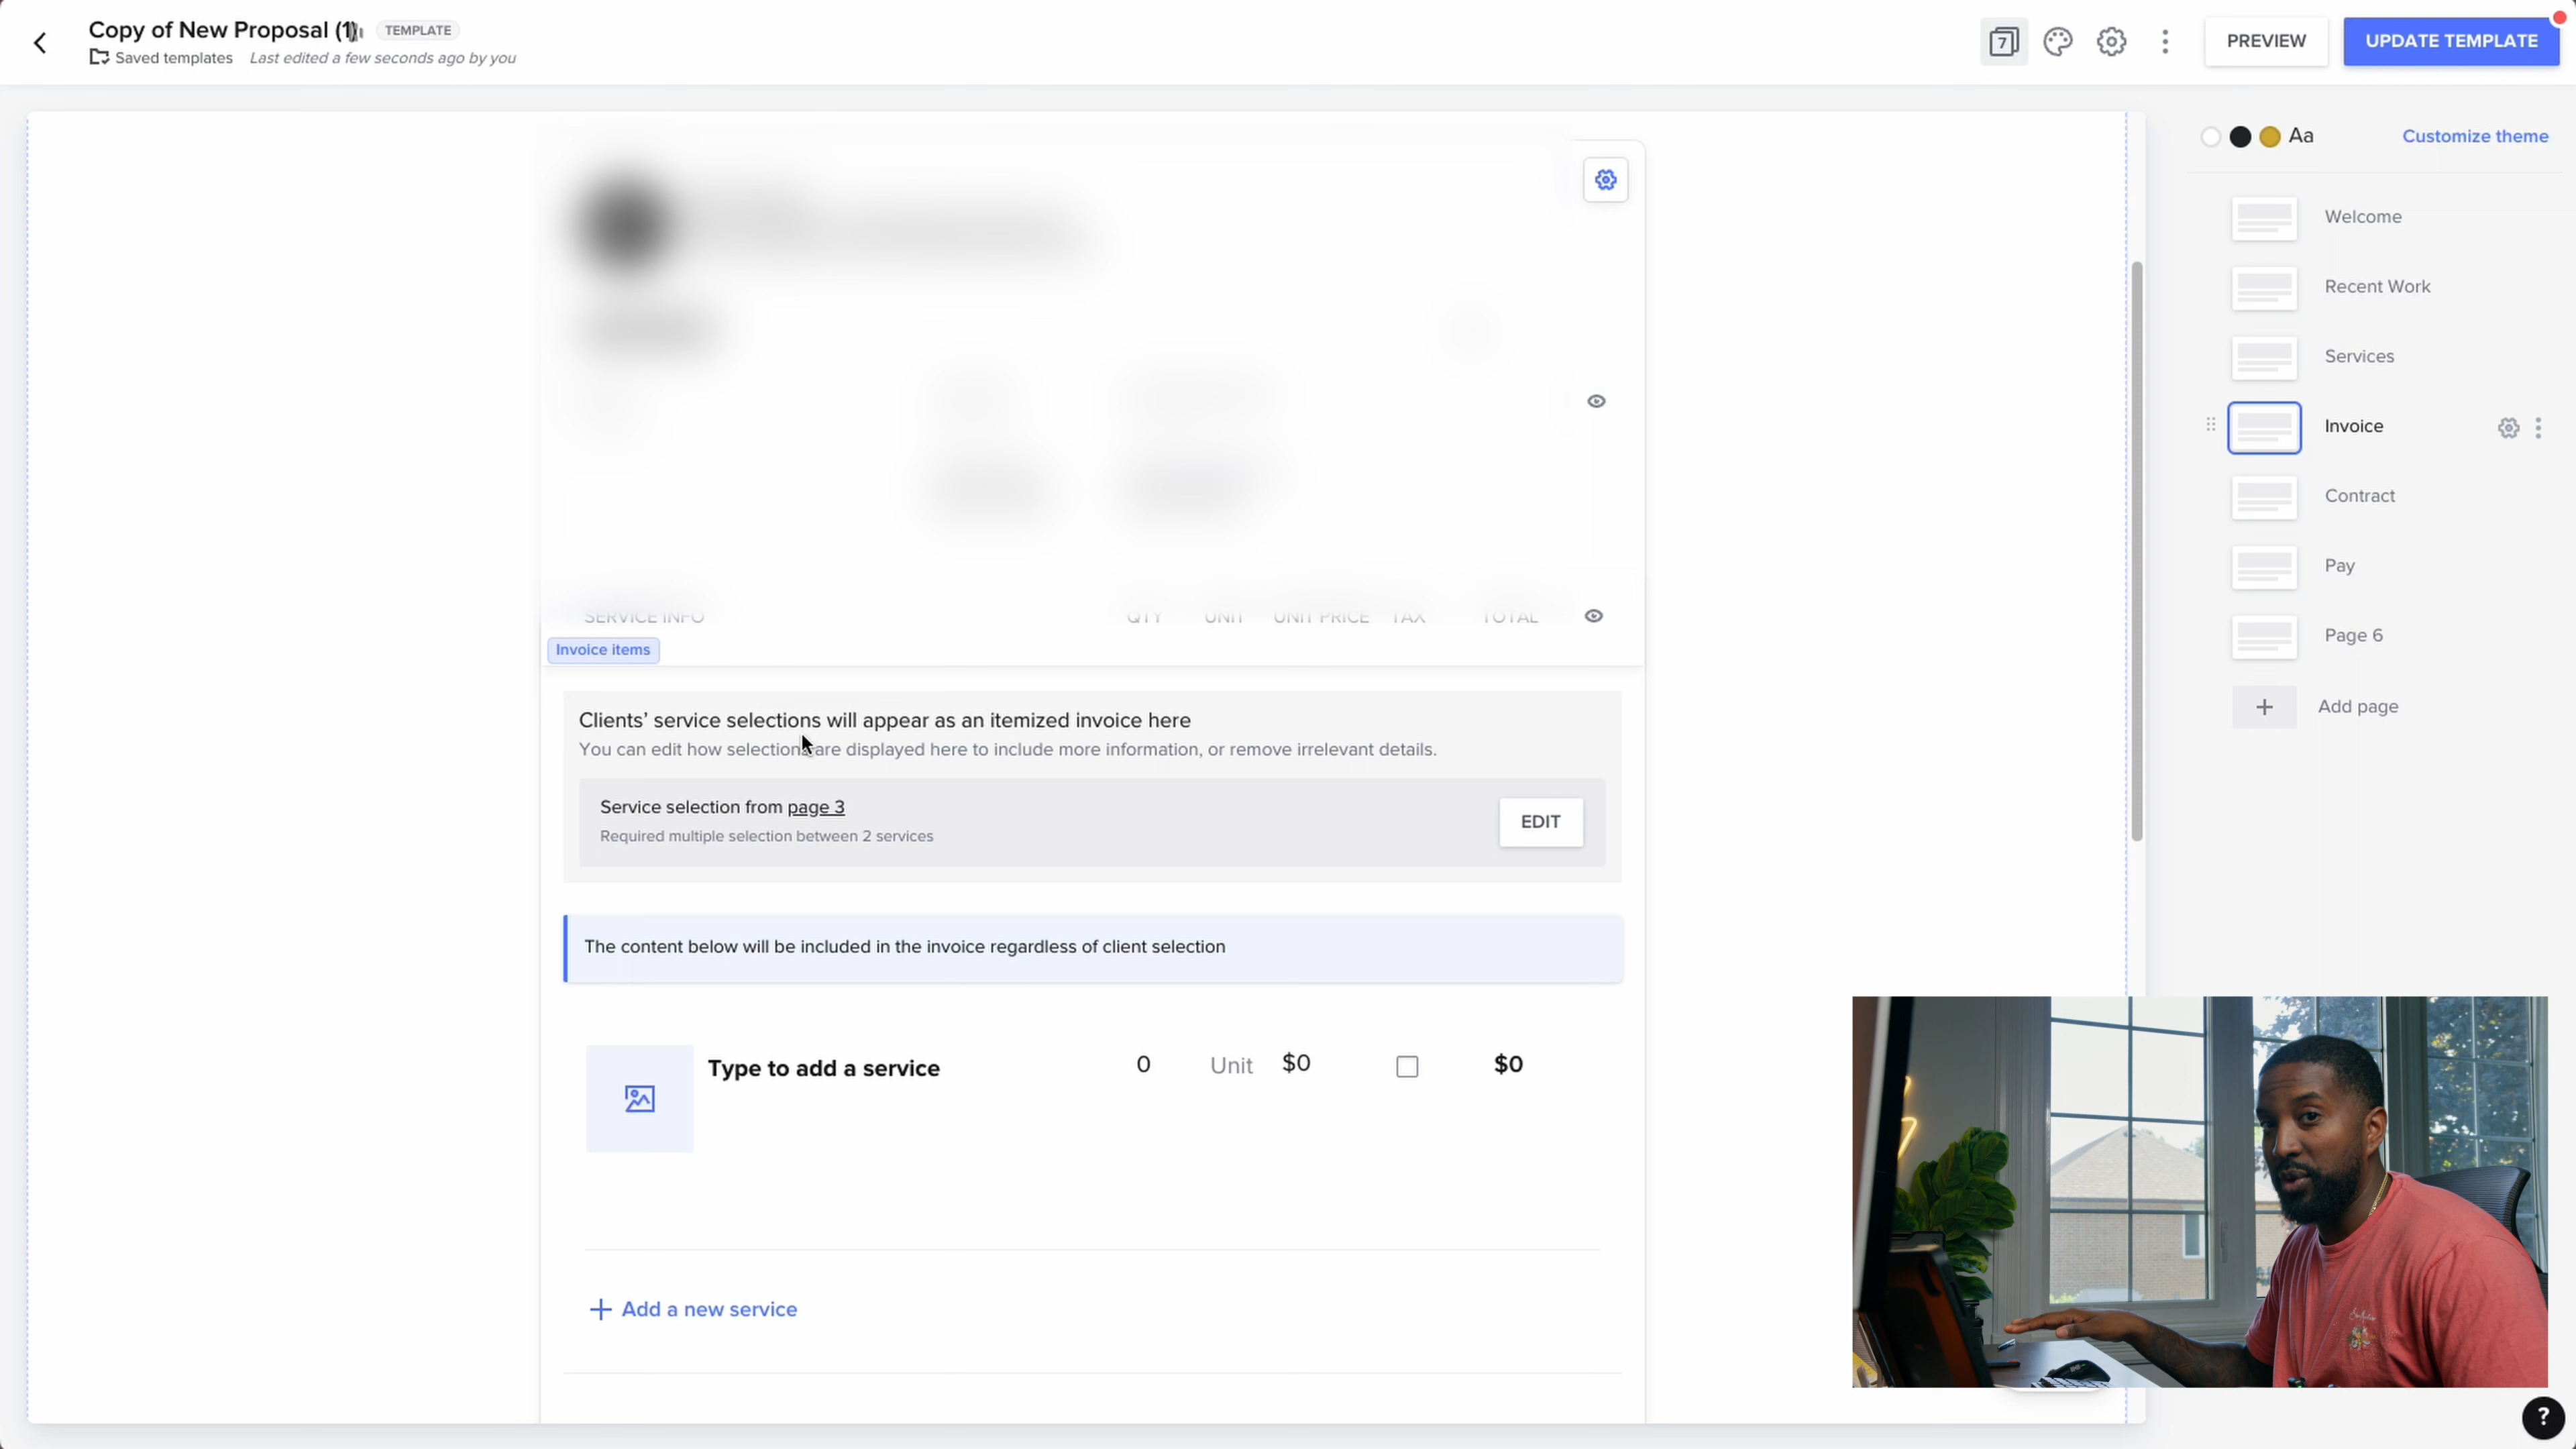 Copy of New Proposal (1)
TEMPLATE
Saved templates
Last edited a few seconds ago by you
7
PREVIEW
UPDATE TEMPLATE
Aa
Customize theme
Welcome
Recent Work
Services
Invoice
Contract
Pay
Page 6
+ Add page
SERVICE INFO QTY UNIT UNIT PRICE TAX TOTAL
Invoice items
Clients’ service selections will appear as an itemized invoice here
You can edit how selections are displayed here to include more information, or remove irrelevant details.
Service selection from page 3
Required multiple selection between 2 services
EDIT
The content below will be included in the invoice regardless of client selection
Type to add a service 0 Unit $0 $0
+ Add a new service
?